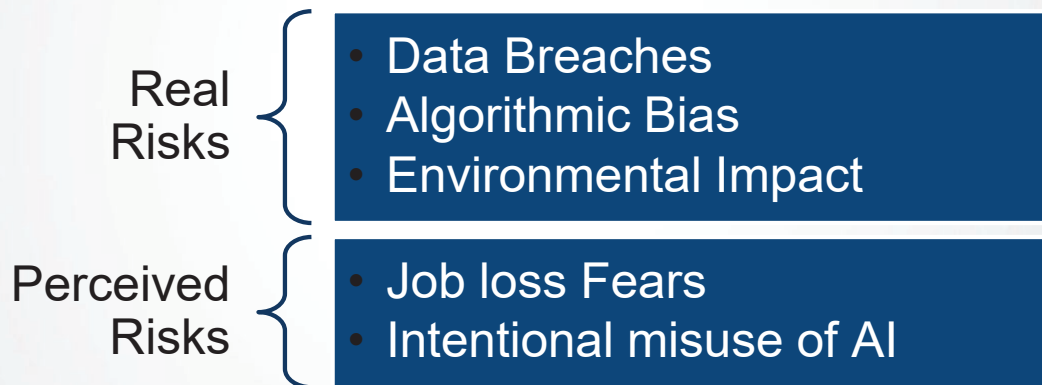 Real
Risks
• Data Breaches
• Algorithmic Bias
• Environmental Impact
Perceived
Risks
• Job loss Fears
• Intentional misuse of AI